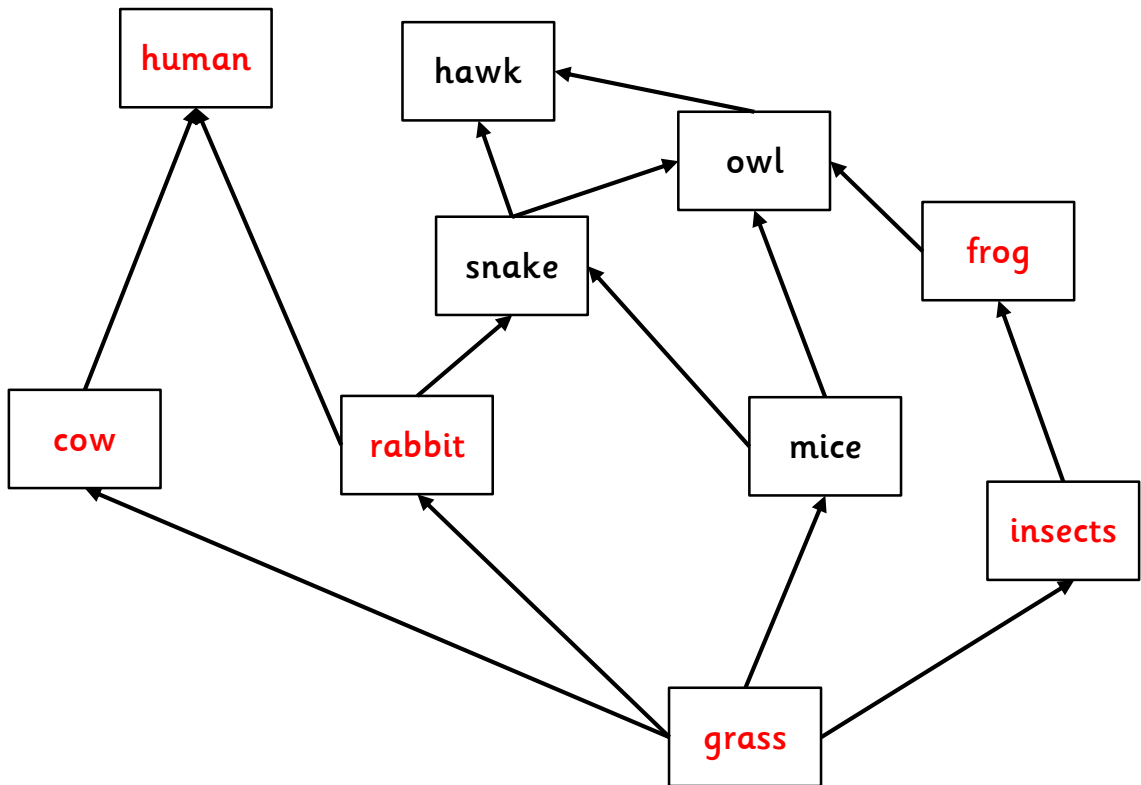 human
hawk
owl
frog
snake
cow
rabbit
mice
insects
grass